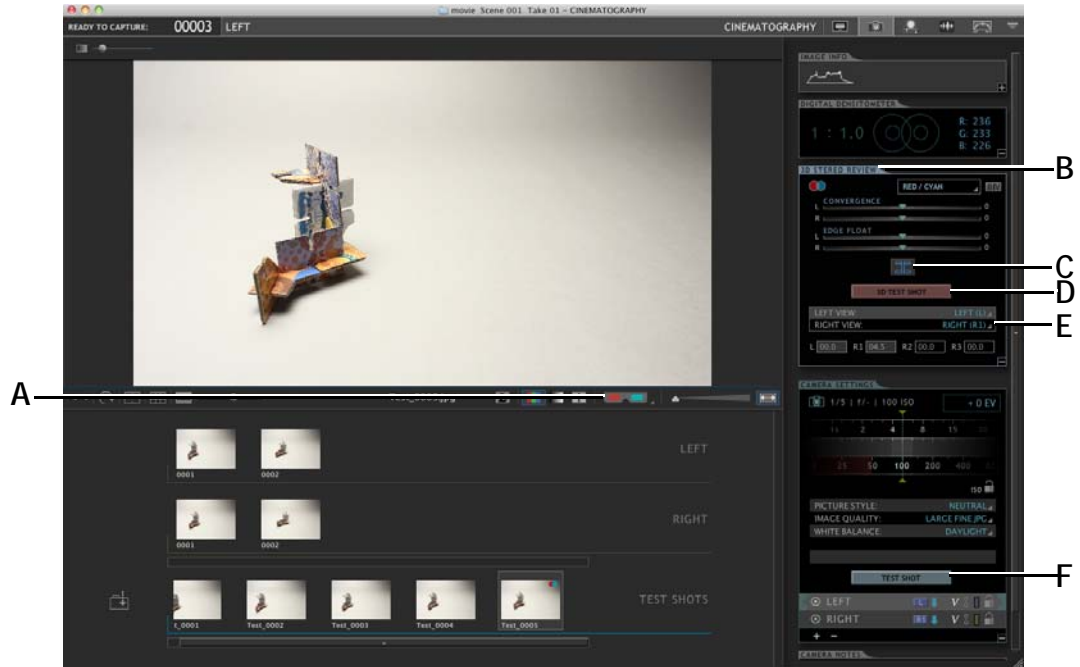 movie Scene 001 Take 01 – CINEMATOGRAPHY
READY TO CAPTURE: 00003 LEFT CINEMATOGRAPHY
IMAGE INFO
DIGITAL DENSITOMETER
1 : 1.0
R: 236
G: 233
B: 226
3D STEREO REVIEW
B
RED / CYAN
CONVERGENCE
L 0
R 0
EDGE FLOAT
L 0
R 0
C
3D TEST SHOT
D
LEFT VIEW: LEFT (L)
RIGHT VIEW: RIGHT (R1)
E
L 00.0 R1 04.5 R2 00.0 R3 00.0
A
CAMERA SETTINGS
1/5 | f/- | 100 ISO + 0 EV
2 4 8 15
25 50 100 200 400
ISO
PICTURE STYLE: NEUTRAL
IMAGE QUALITY: LARGE FINE JPG
WHITE BALANCE: DAYLIGHT
TEST SHOT
F
LEFT V
RIGHT V
+ −
CAMERA NOTES
LEFT
0001 0002
RIGHT
0001 0002
TEST SHOTS
t_0001 Test_0002 Test_0003 Test_0004 Test_0005